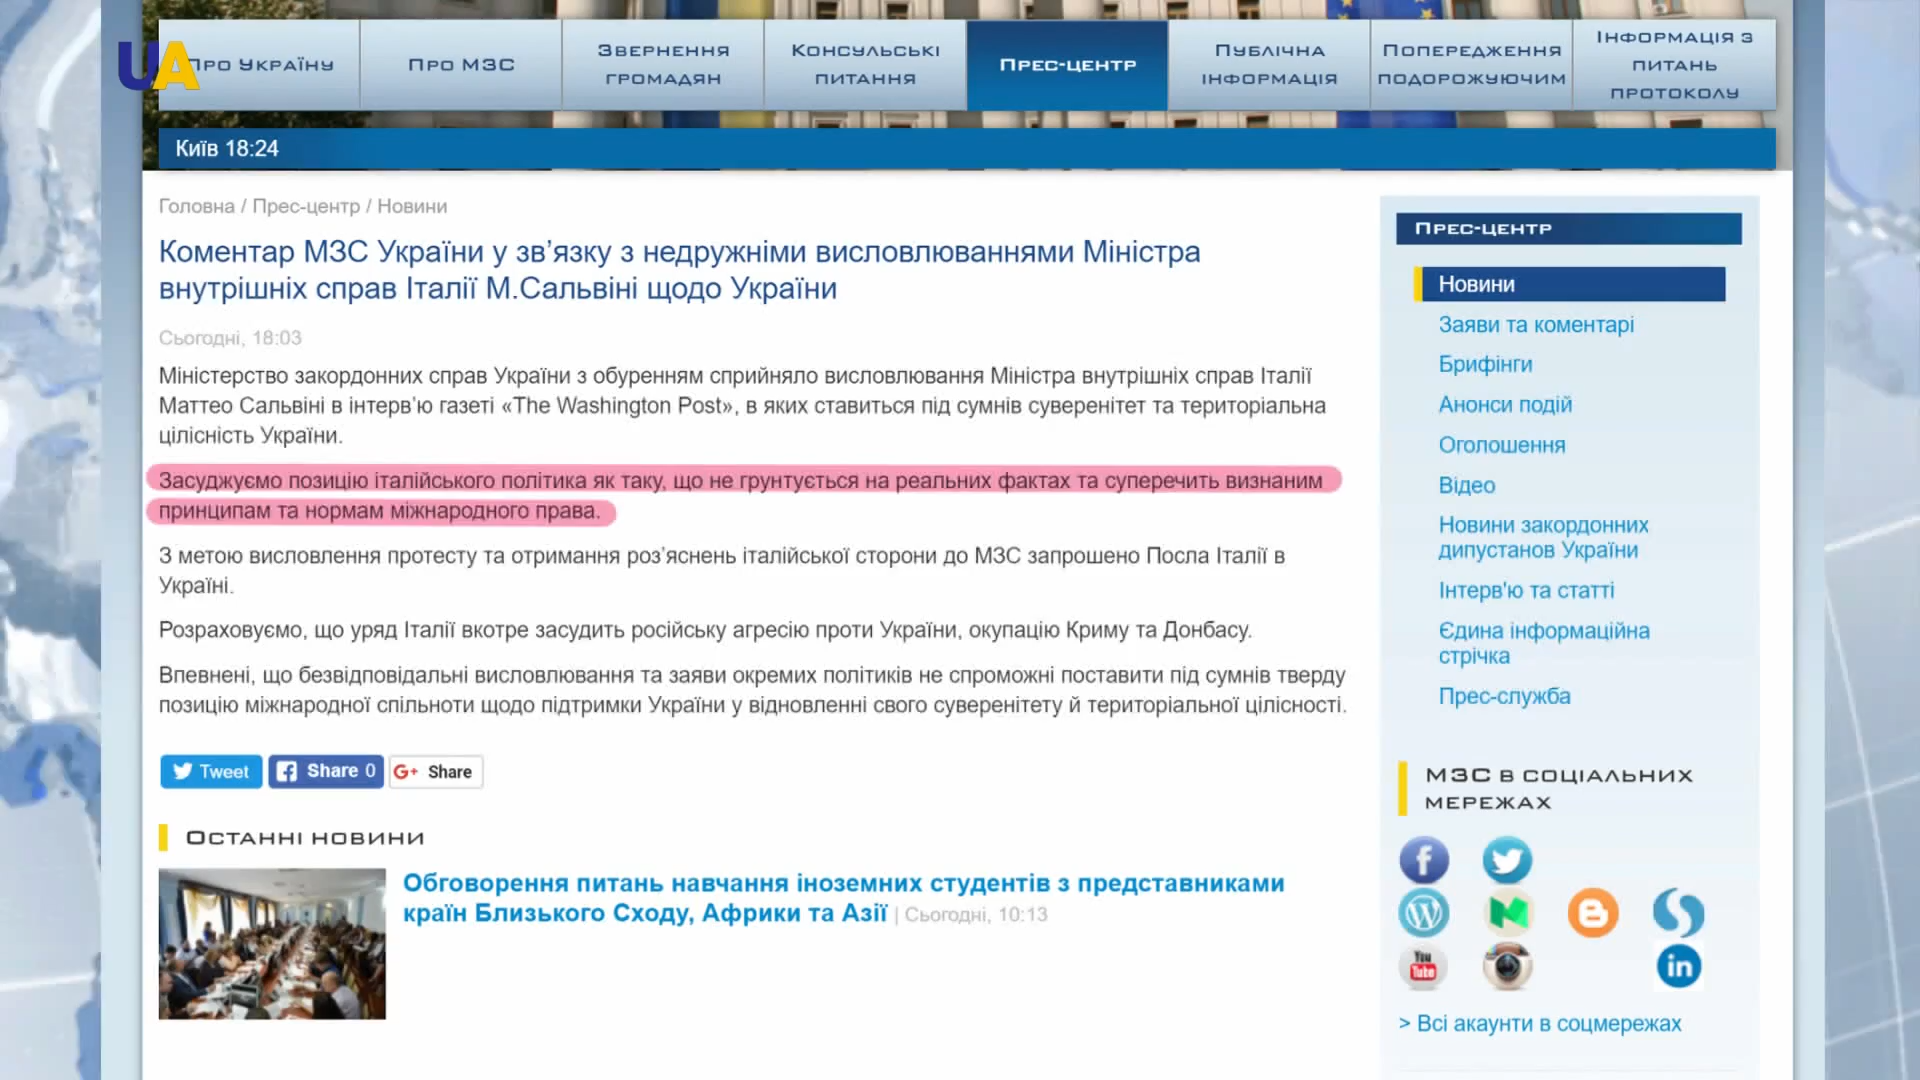 UA
Про Україну
Про МЗС
Звернення
громадян
Консульські
питання
Прес-центр
Публічна
інформація
Попередження
подорожуючим
Інформація з
питань
протоколу
Київ 18:24
Головна / Прес-центр / Новини
Коментар МЗС України у зв’язку з недружніми висловлюваннями Міністра
внутрішніх справ Італії М.Сальвіні щодо України
Сьогодні, 18:03
Міністерство закордонних справ України з обуренням сприйняло висловлювання Міністра внутрішніх справ Італії
Маттео Сальвіні в інтерв’ю газеті «The Washington Post», в яких ставиться під сумнів суверенітет та територіальна
цілісність України.
Засуджуємо позицію італійського політика як таку, що не грунтується на реальних фактах та суперечить визнаним
принципам та нормам міжнародного права.
З метою висловлення протесту та отримання роз’яснень італійської сторони до МЗС запрошено Посла Італії в
Україні.
Розраховуємо, що уряд Італії вкотре засудить російську агресію проти України, окупацію Криму та Донбасу.
Впевнені, що безвідповідальні висловлювання та заяви окремих політиків не спроможні поставити під сумнів тверду
позицію міжнародної спільноти щодо підтримки України у відновленні свого суверенітету й територіальної цілісності.
Tweet
Share 0
G+ Share
Останні новини
Обговорення питань навчання іноземних студентів з представниками
країн Близького Сходу, Африки та Азії | Сьогодні, 10:13
Прес-центр
Новини
Заяви та коментарі
Брифінги
Анонси подій
Оголошення
Відео
Новини закордонних
дипустанов України
Інтерв'ю та статті
Єдина інформаційна
стрічка
Прес-служба
МЗС в соціальних
мережах
You
Tube
in
> Всі акаунти в соцмережах